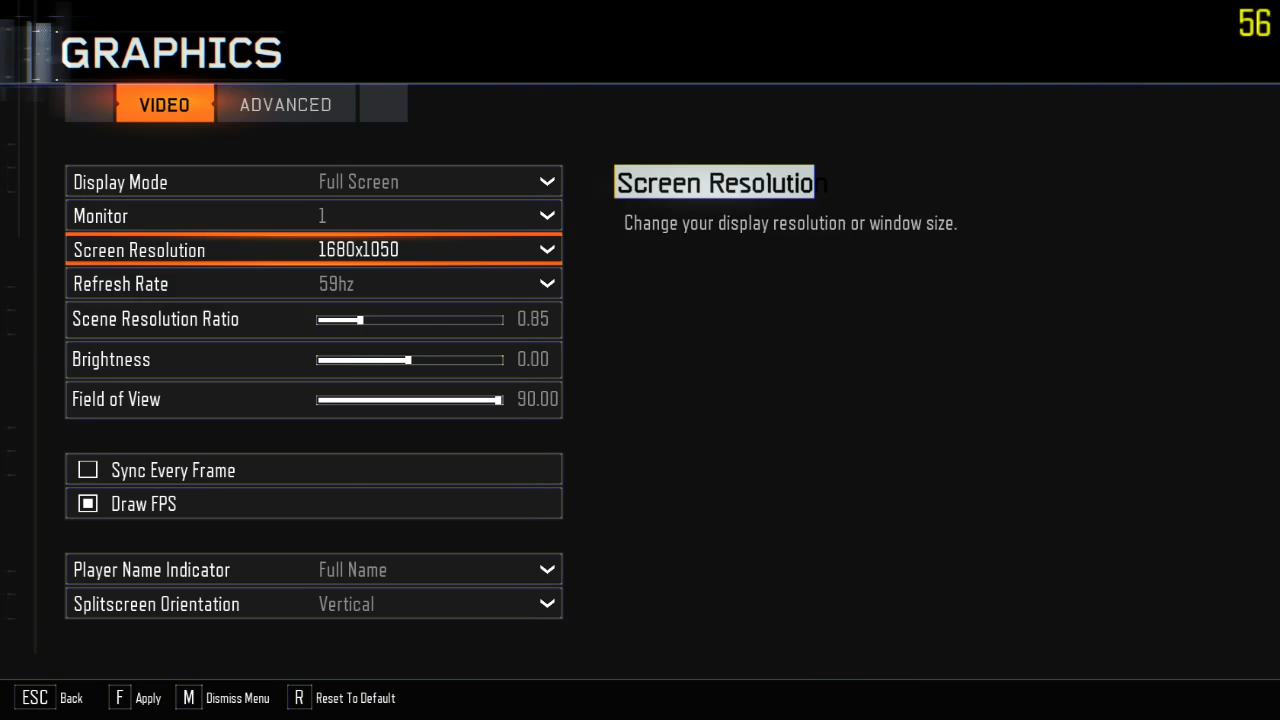 56
GRAPHICS
VIDEO ADVANCED
Display Mode Full Screen
Monitor 1
Screen Resolution 1680x1050
Refresh Rate 59hz
Scene Resolution Ratio 0.85
Brightness 0.00
Field of View 90.00
Sync Every Frame
Draw FPS
Player Name Indicator Full Name
Splitscreen Orientation Vertical
Screen Resolution
Change your display resolution or window size.
ESC Back F Apply M Dismiss Menu R Reset To Default